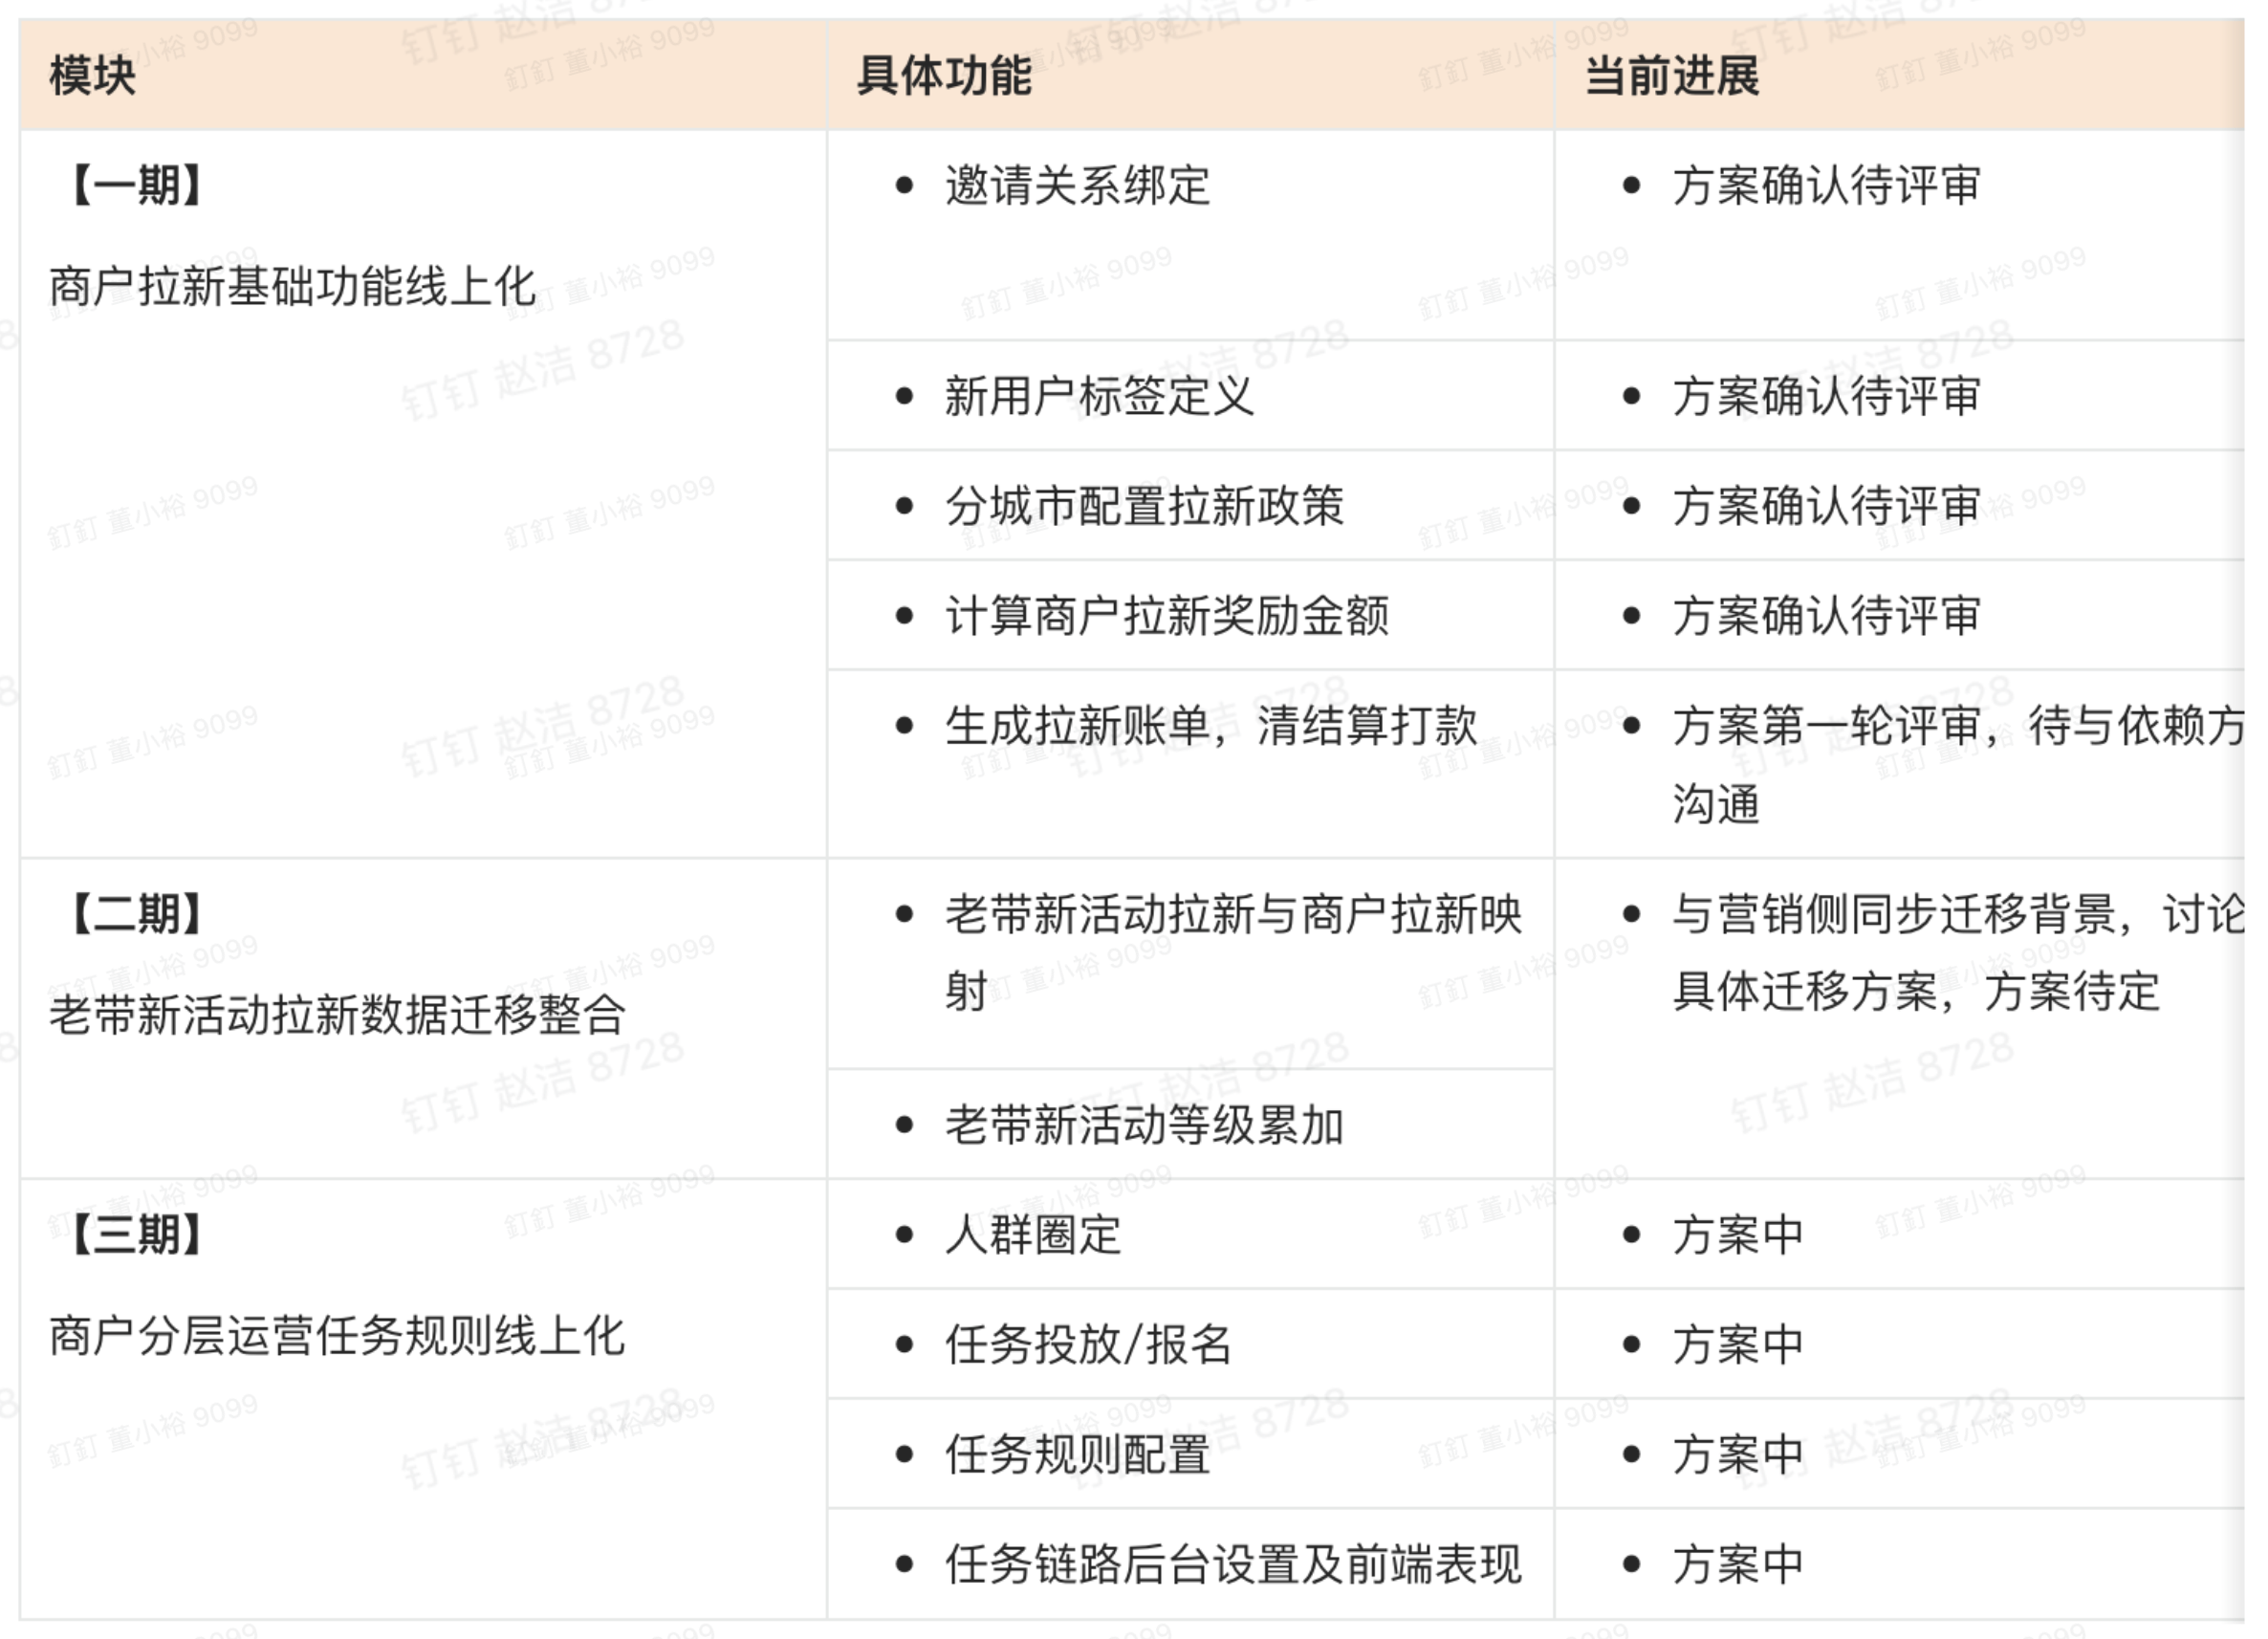 模块
具体功能
当前进展
【一期】
商户拉新基础功能线上化
邀请关系绑定
方案确认待评审
新用户标签定义
方案确认待评审
分城市配置拉新政策
方案确认待评审
计算商户拉新奖励金额
方案确认待评审
生成拉新账单，清结算打款
方案第一轮评审，待与依赖方
沟通
【二期】
老带新活动拉新数据迁移整合
老带新活动拉新与商户拉新映
射
与营销侧同步迁移背景，讨论
具体迁移方案，方案待定
老带新活动等级累加
【三期】
商户分层运营任务规则线上化
人群圈定
方案中
任务投放/报名
方案中
任务规则配置
方案中
任务链路后台设置及前端表现
方案中
钉钉 赵洁 8728
釘釘 董小裕 9099